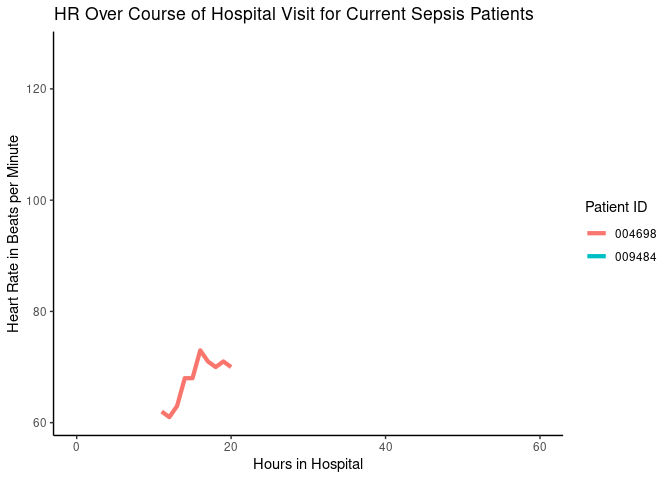 HR Over Course of Hospital Visit for Current Sepsis Patients
120
100
80
60
Heart Rate in Beats per Minute
0 20 40 60
Hours in Hospital
Patient ID
004698
009484